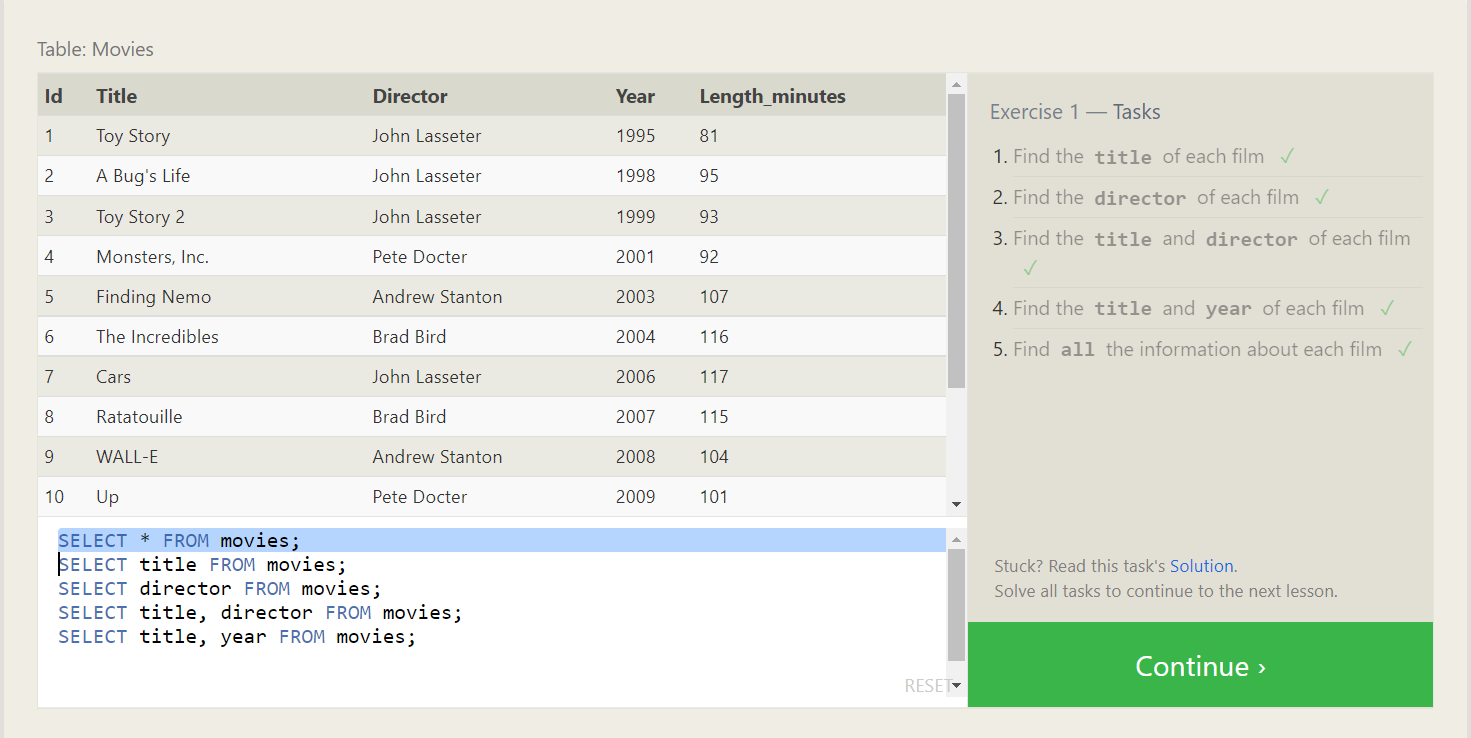 Table: Movies
Id Title Director Year Length_minutes
1 Toy Story John Lasseter 1995 81
2 A Bug's Life John Lasseter 1998 95
3 Toy Story 2 John Lasseter 1999 93
4 Monsters, Inc. Pete Docter 2001 92
5 Finding Nemo Andrew Stanton 2003 107
6 The Incredibles Brad Bird 2004 116
7 Cars John Lasseter 2006 117
8 Ratatouille Brad Bird 2007 115
9 WALL-E Andrew Stanton 2008 104
10 Up Pete Docter 2009 101
SELECT * FROM movies;
SELECT title FROM movies;
SELECT director FROM movies;
SELECT title, director FROM movies;
SELECT title, year FROM movies;
RESET
Exercise 1 — Tasks
1. Find the title of each film ✓
2. Find the director of each film ✓
3. Find the title and director of each film
✓
4. Find the title and year of each film ✓
5. Find all the information about each film ✓
Stuck? Read this task's Solution.
Solve all tasks to continue to the next lesson.
Continue ›